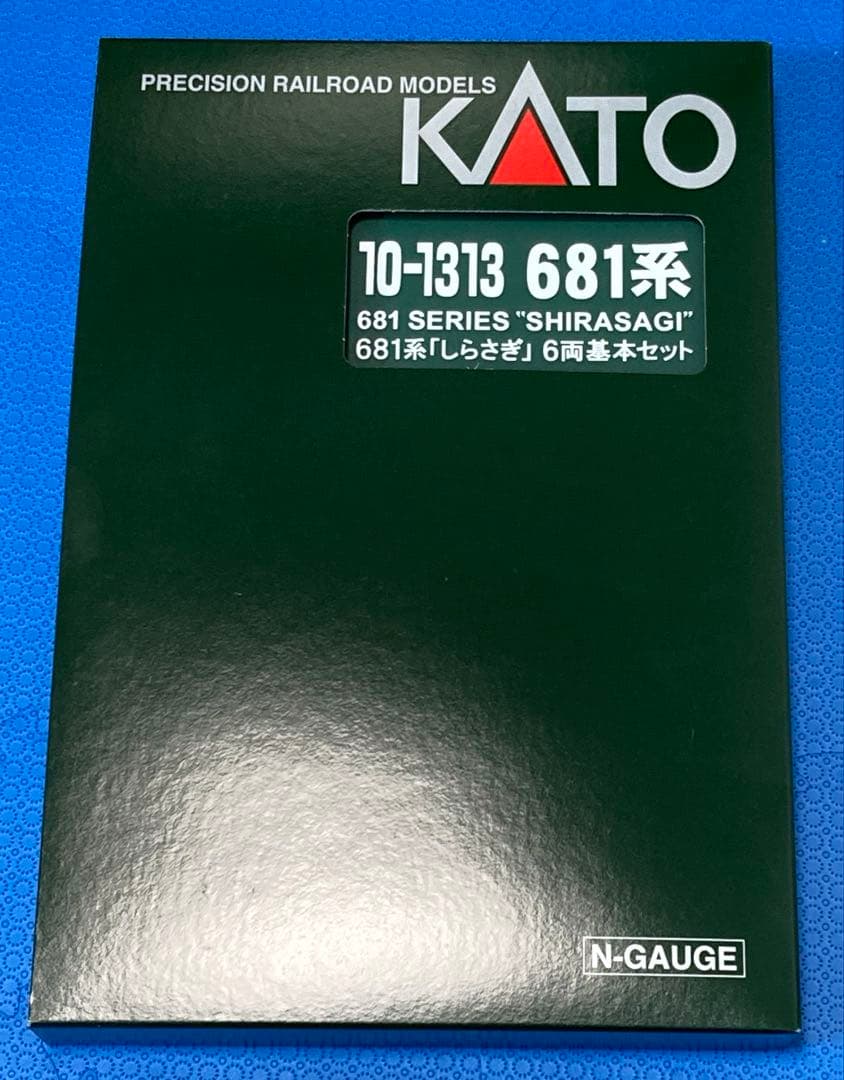 PRECISION RAILROAD MODELS
KATO
10-1313 681系
681 SERIES "SHIRASAGI"
681系「しらさぎ」 6両基本セット
N-GAUGE